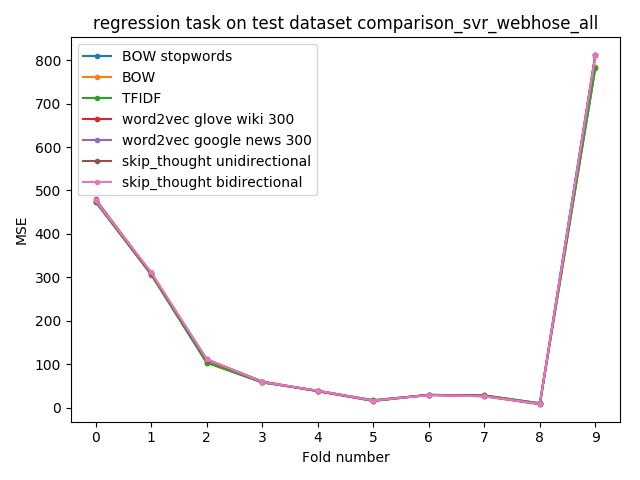 regression task on test dataset comparison_svr_webhose_all
BOW stopwords
BOW
TFIDF
word2vec glove wiki 300
word2vec google news 300
skip_thought unidirectional
skip_thought bidirectional
MSE
800
700
600
500
400
300
200
100
0
0 1 2 3 4 5 6 7 8 9
Fold number